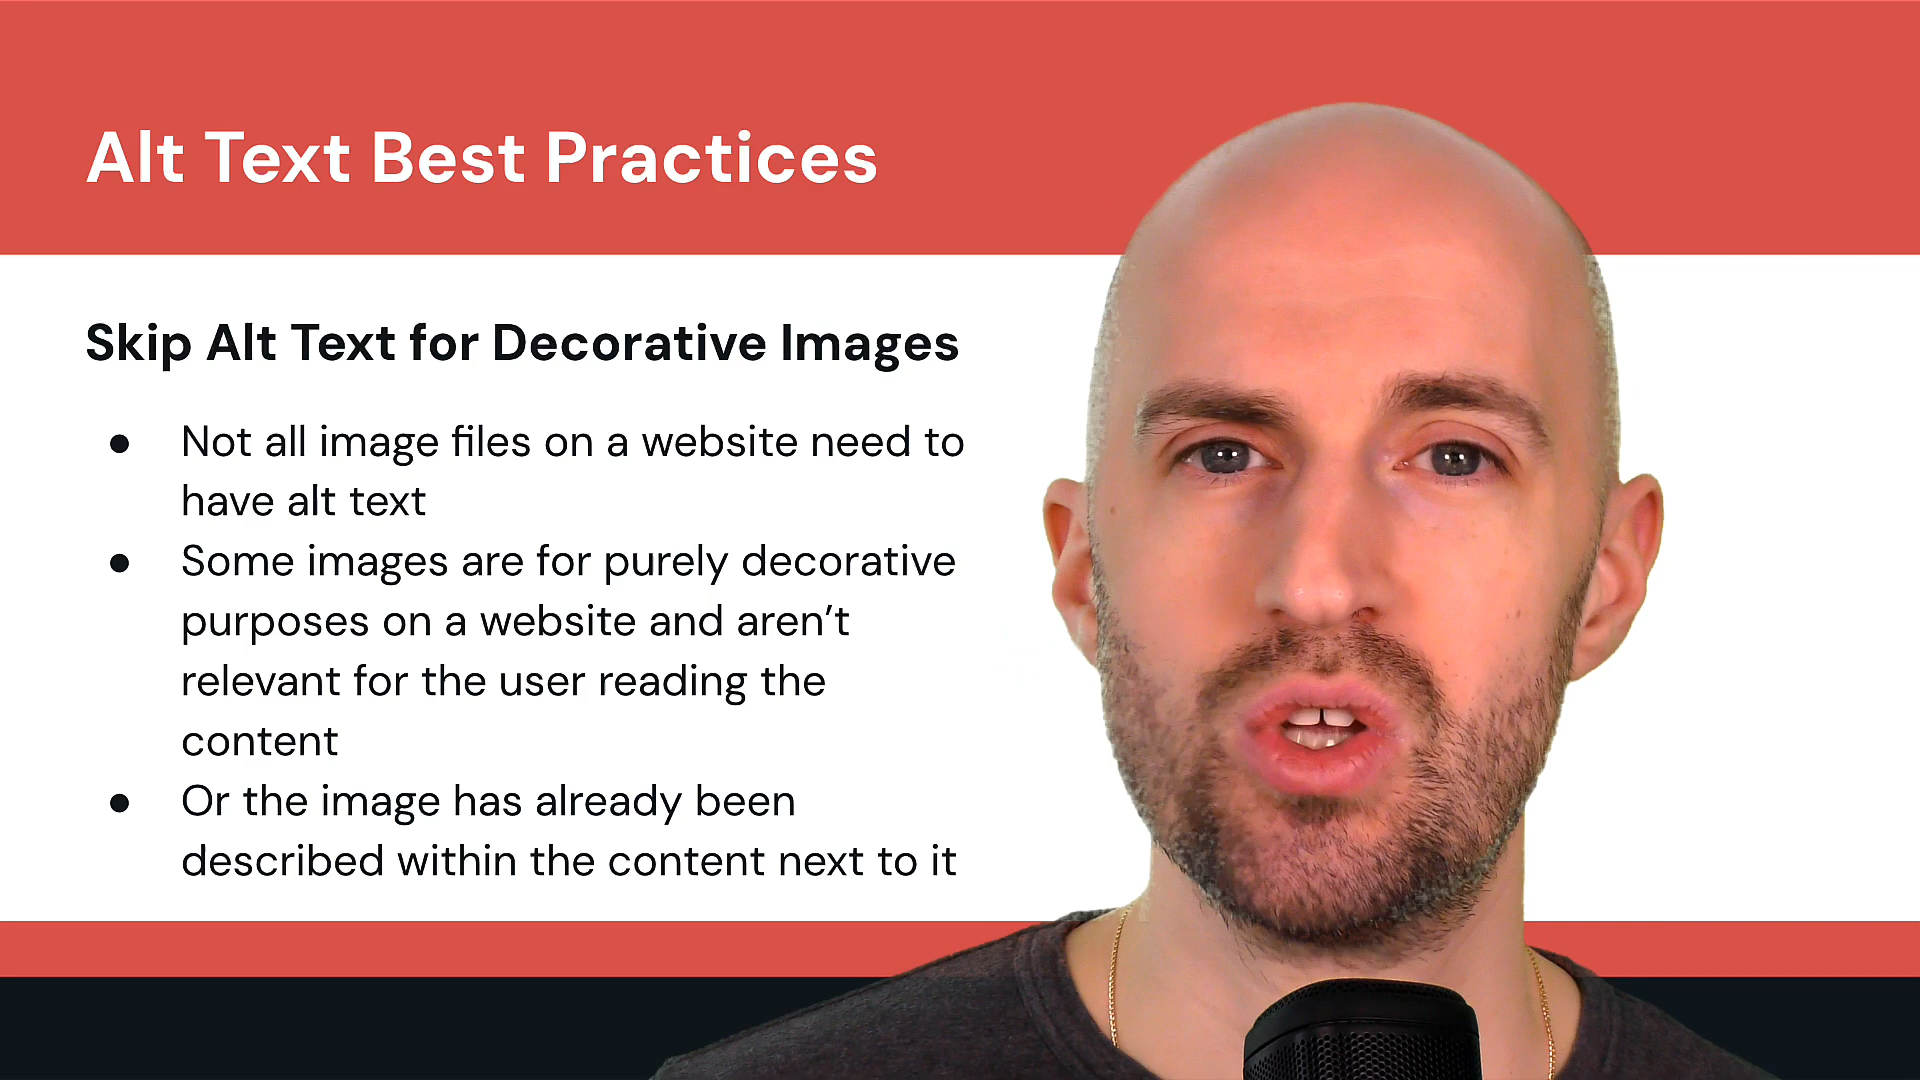 Alt Text Best Practices
Skip Alt Text for Decorative Images
● Not all image files on a website need to
have alt text
● Some images are for purely decorative
purposes on a website and aren’t
relevant for the user reading the
content
● Or the image has already been
described within the content next to it